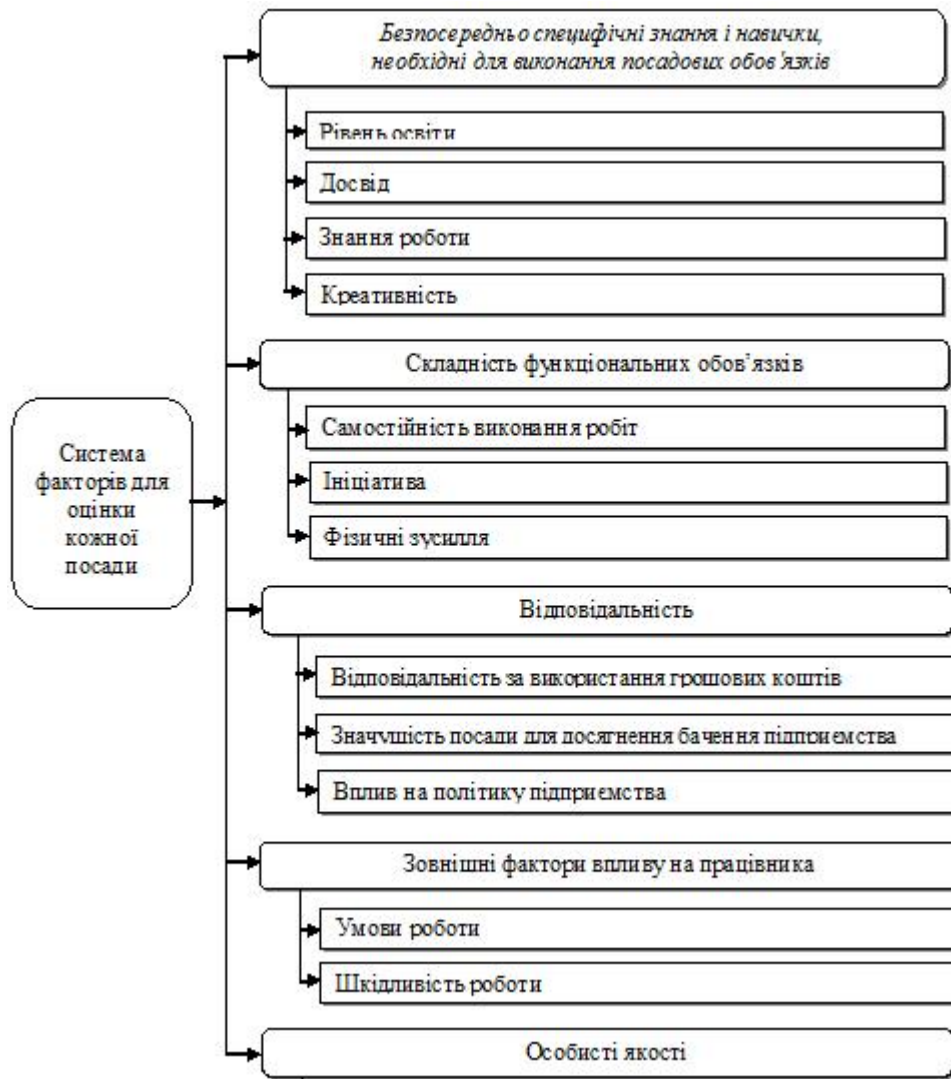 Безпосередньо специфічні знання і навички,
необхідні для виконання посадових обов'язків
Рівень освіти
Досвід
Знання роботи
Креативність
Складність функціональних обов’язків
Самостійність виконання робіт
Ініціатива
Фізичні зусилля
Система
факторів для
оцінки
кожної
посади
Відповідальність
Відповідальність за використання грошових коштів
Значущість посади для досягнення бачення підприємства
Вплив на політику підприємства
Зовнішні фактори впливу на працівника
Умови роботи
Шкідливість роботи
Особисті якості